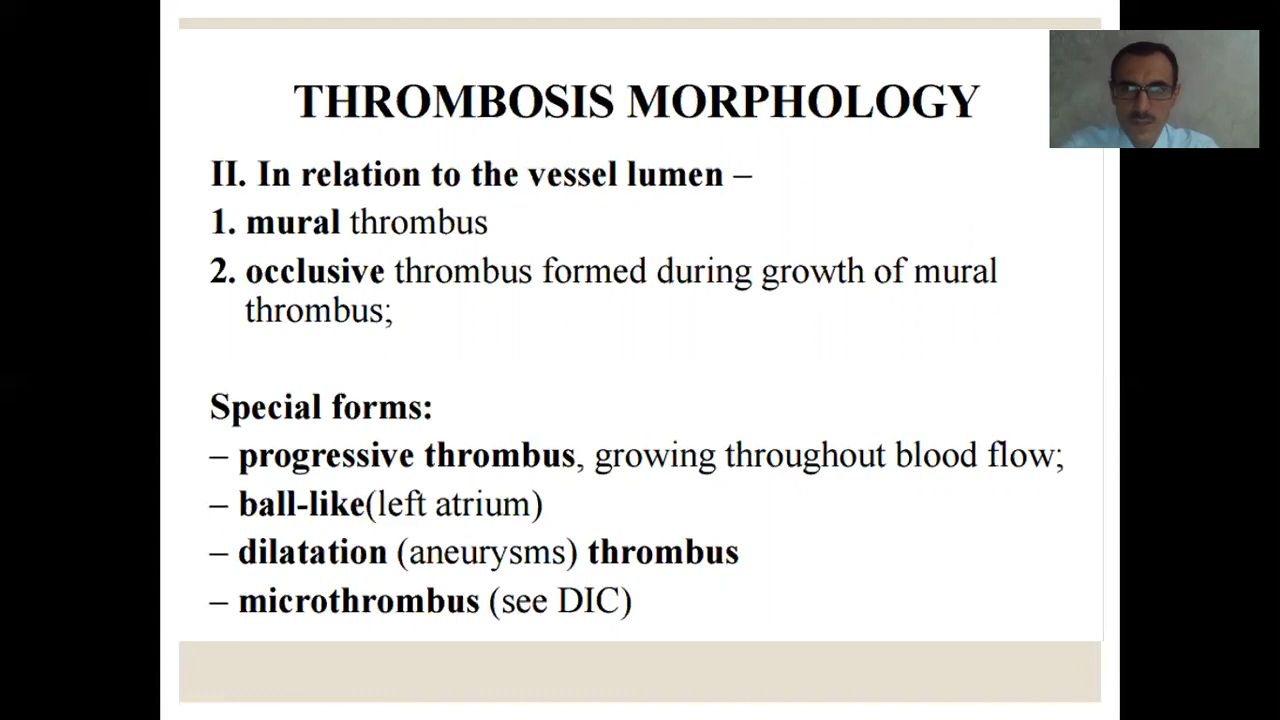 THROMBOSIS MORPHOLOGY
II. In relation to the vessel lumen –
1. mural thrombus
2. occlusive thrombus formed during growth of mural
thrombus;
Special forms:
– progressive thrombus, growing throughout blood flow;
– ball-like(left atrium)
– dilatation (aneurysms) thrombus
– microthrombus (see DIC)